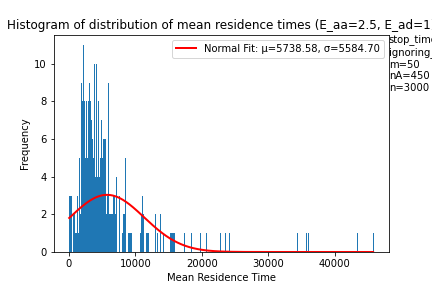 Histogram of distribution of mean residence times (E_aa=2.5, E_ad=1
stop_time
ignoring_
m=50
nA=450
n=3000
Normal Fit: μ=5738.58, σ=5584.70
Frequency
10
8
6
4
2
0
0 10000 20000 30000 40000
Mean Residence Time